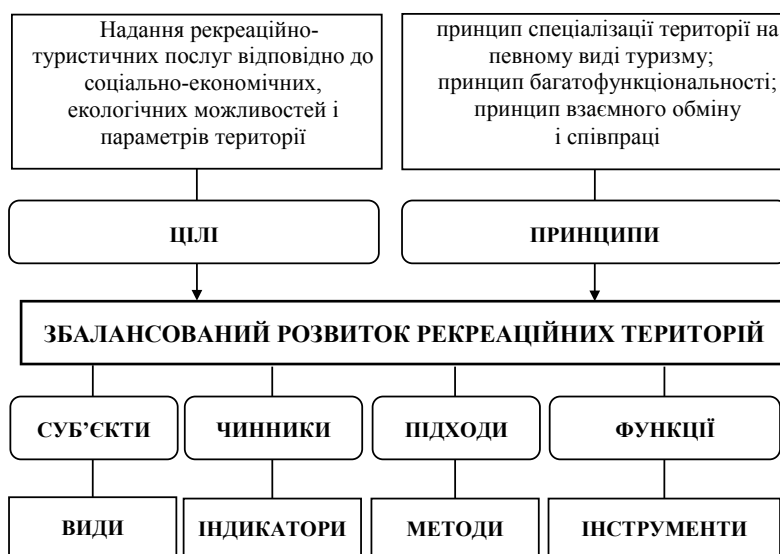 Надання рекреаційно-
туристичних послуг відповідно до
соціально-економічних,
екологічних можливостей і
параметрів території
принцип спеціалізації території на
певному виді туризму;
принцип багатофункціональності;
принцип взаємного обміну
і співпраці
ЦІЛІ
ПРИНЦИПИ
ЗБАЛАНСОВАНИЙ РОЗВИТОК РЕКРЕАЦІЙНИХ ТЕРИТОРІЙ
СУБ’ЄКТИ
ЧИННИКИ
ПІДХОДИ
ФУНКЦІЇ
ВИДИ
ІНДИКАТОРИ
МЕТОДИ
ІНСТРУМЕНТИ